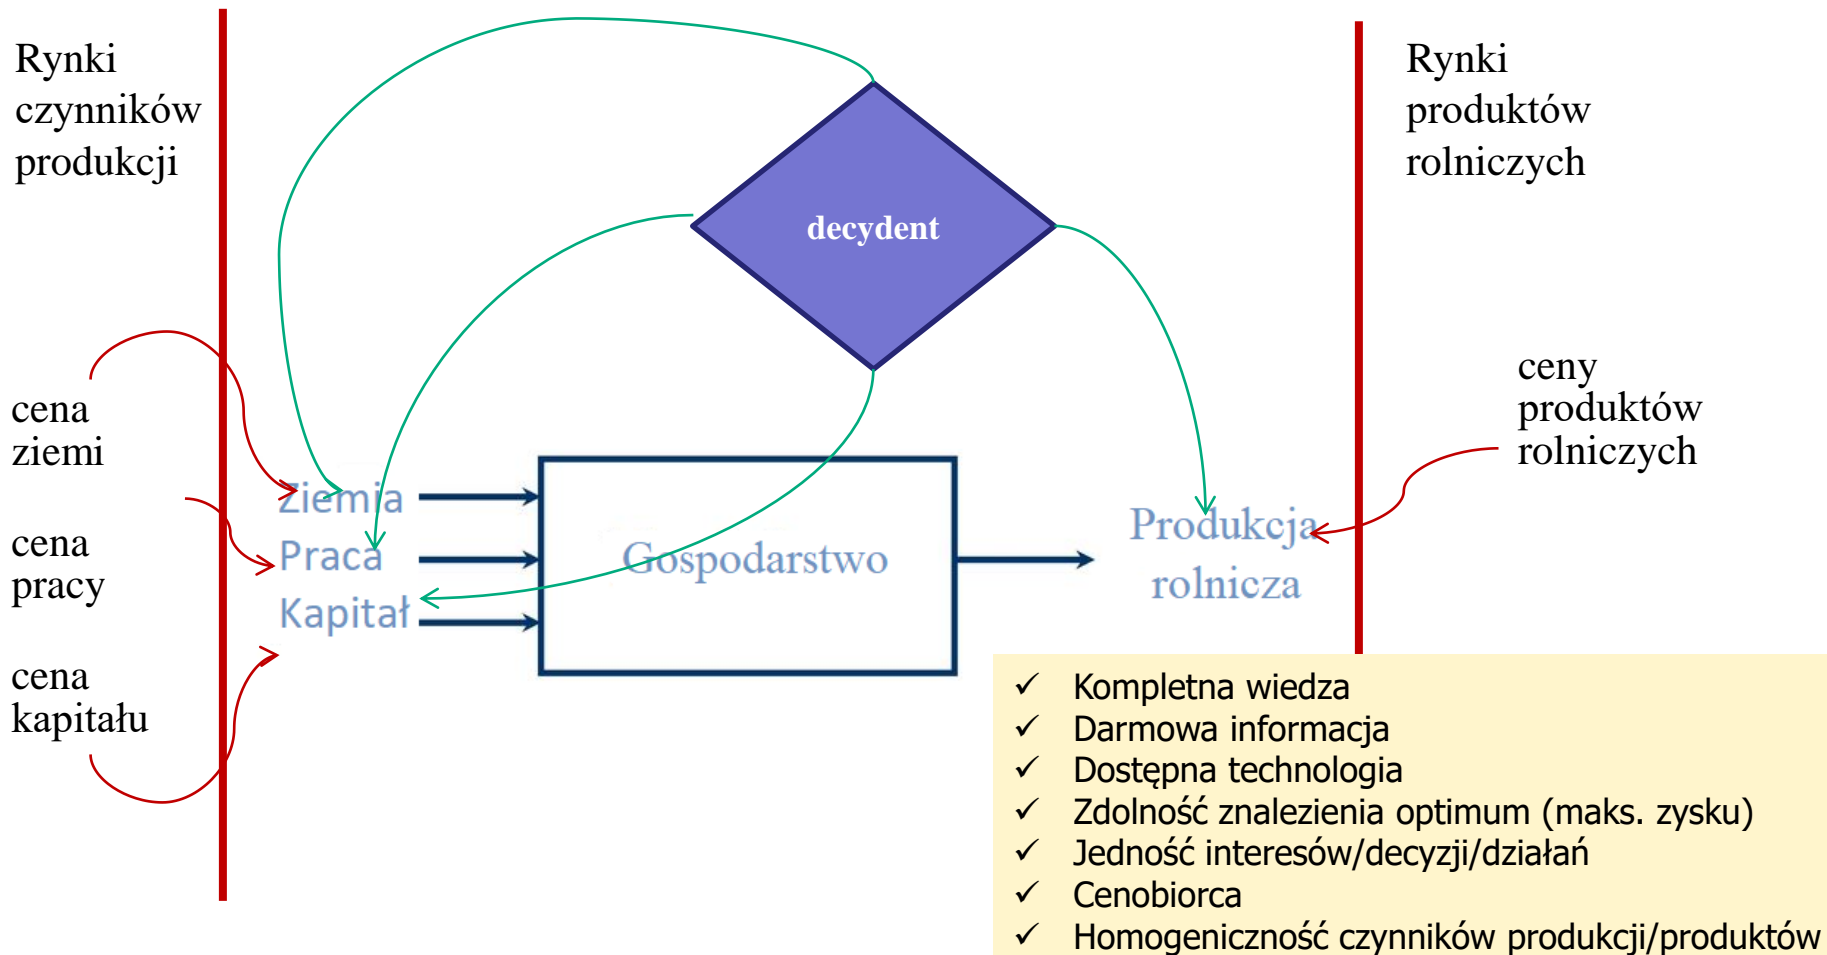 Rynki
czynników
produkcji
Rynki
produktów
rolniczych
decydent
cena
ziemi
cena
pracy
cena
kapitału
Ziemia
Praca
Kapitał
Gospodarstwo
Produkcja
rolnicza
ceny
produktów
rolniczych
✓ Kompletna wiedza
✓ Darmowa informacja
✓ Dostępna technologia
✓ Zdolność znalezienia optimum (maks. zysku)
✓ Jedność interesów/decyzji/działań
✓ Cenobiorca
✓ Homogeniczność czynników produkcji/produktów